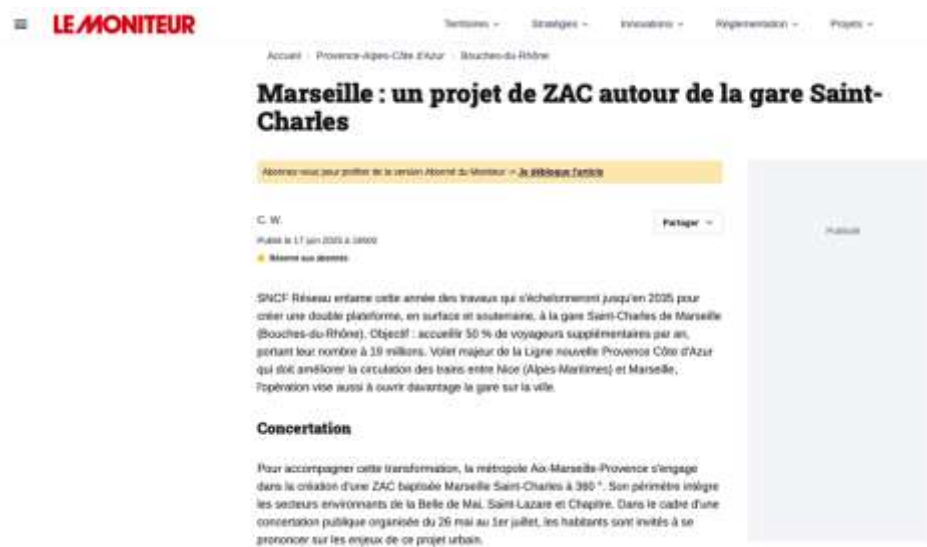 LE MONITEUR
Territoires
Stratégies
Innovations
Réglementation
Projets
Accueil
Provence-Alpes-Côte d'Azur
Bouches-du-Rhône
Marseille : un projet de ZAC autour de la gare Saint-
Charles
Abonnez-vous pour profiter de la version Abonné du Moniteur → Je débloque l'article
C. W.
Partager
Publié le 17 juin 2025 à
Réservé aux abonnés
Publicité
SNCF Réseau entame cette année des travaux qui s'échelonneront jusqu'en 2035 pour
créer une double plateforme, en surface et souterraine, à la gare Saint-Charles de Marseille
(Bouches-du-Rhône). Objectif : accueillir 50 % de voyageurs supplémentaires par an,
portant leur nombre à 19 millions. Volet majeur de la Ligne nouvelle Provence Côte d'Azur
qui doit améliorer la circulation des trains entre Nice (Alpes-Maritimes) et Marseille,
l'opération vise aussi à ouvrir davantage la gare sur la ville.
Concertation
Pour accompagner cette transformation, la métropole Aix-Marseille-Provence s'engage
dans la création d'une ZAC baptisée Marseille Saint-Charles à 360 °. Son périmètre intègre
les secteurs environnants de la Belle de Mai, Saint-Lazare et Chapitre. Dans le cadre d'une
concertation publique organisée du 26 mai au 1er juillet, les habitants sont invités à se
prononcer sur les enjeux de ce projet urbain.